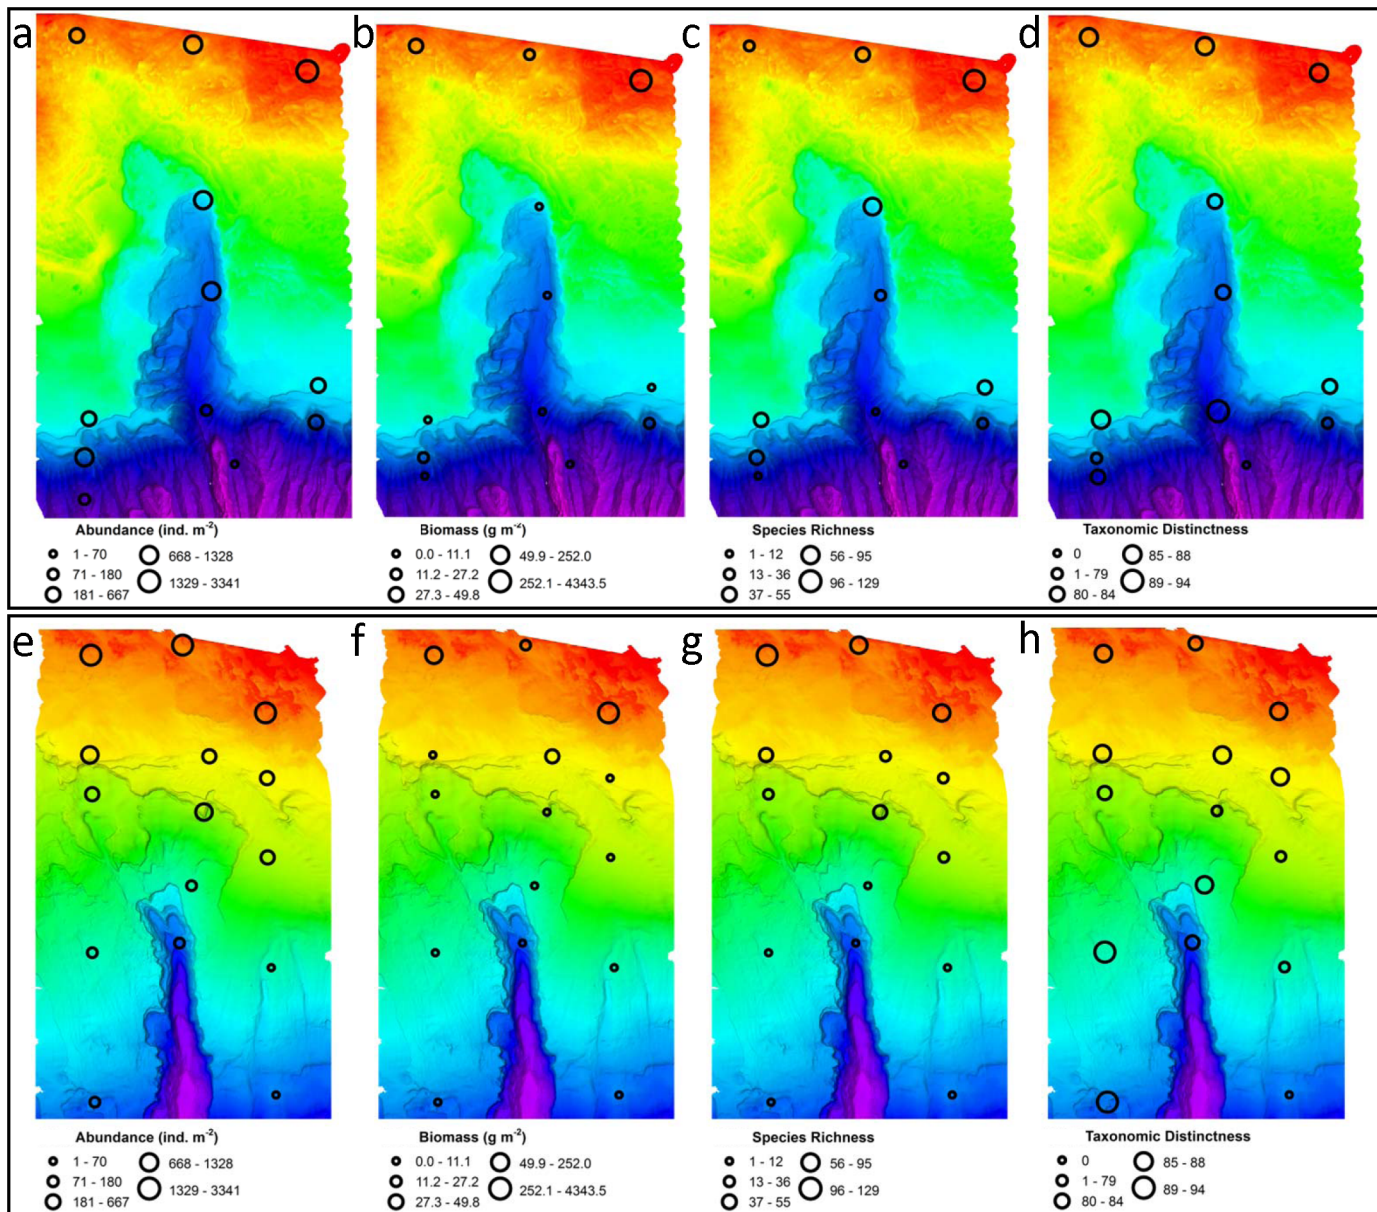 a
b
c
d
Abundance (ind. m⁻²)
1 - 70
668 - 1328
71 - 180
1329 - 3341
181 - 667
Biomass (g m⁻²)
0.0 - 11.1
49.9 - 252.0
11.2 - 27.2
252.1 - 4343.5
27.3 - 49.8
Species Richness
1 - 12
56 - 95
13 - 36
96 - 129
37 - 55
Taxonomic Distinctness
0
85 - 88
1 - 79
89 - 94
80 - 84
e
f
g
h
Abundance (ind. m⁻²)
1 - 70
668 - 1328
71 - 180
1329 - 3341
181 - 667
Biomass (g m⁻²)
0.0 - 11.1
49.9 - 252.0
11.2 - 27.2
252.1 - 4343.5
27.3 - 49.8
Species Richness
1 - 12
56 - 95
13 - 36
96 - 129
37 - 55
Taxonomic Distinctness
0
85 - 88
1 - 79
89 - 94
80 - 84